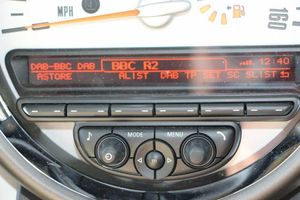 MPH
160
DAB-BBC DAB BBC R2 12:40
ASTORE ALIST DAB TP SET SC SLIST
MODE MENU